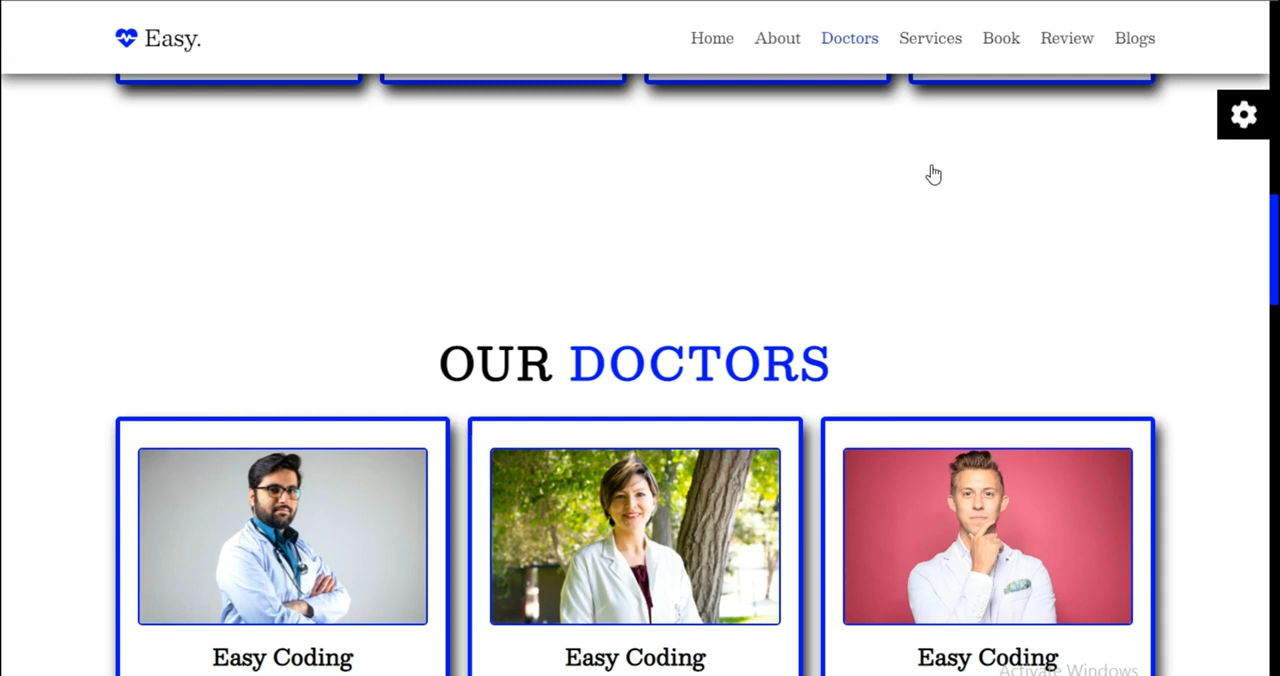 Easy.
Home About Doctors Services Book Review Blogs
OUR DOCTORS
Easy Coding
Easy Coding
Easy Coding
Activate Windows